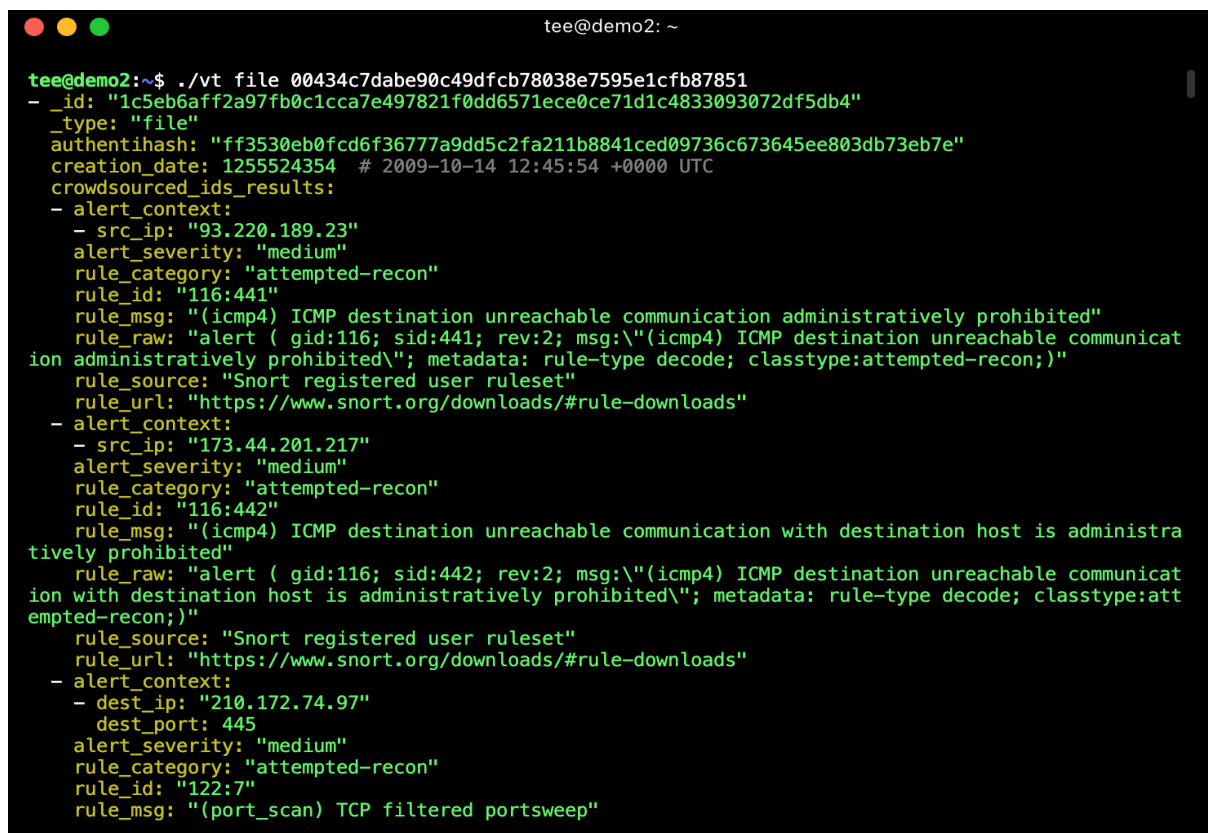 tee@demo2: ~
tee@demo2:~$ ./vt file 00434c7dabe90c49dfcb78038e7595e1cfb87851
- _id: "1c5eb6aff2a97fb0c1cca7e497821f0dd6571ece0ce71d1c4833093072df5db4"
  _type: "file"
  authentihash: "ff3530eb0fcd6f36777a9dd5c2fa211b8841ced09736c673645ee803db73eb7e"
  creation_date: 1255524354  # 2009-10-14 12:45:54 +0000 UTC
  crowdsourced_ids_results:
  - alert_context:
    - src_ip: "93.220.189.23"
    alert_severity: "medium"
    rule_category: "attempted-recon"
    rule_id: "116:441"
    rule_msg: "(icmp4) ICMP destination unreachable communication administratively prohibited"
    rule_raw: "alert ( gid:116; sid:441; rev:2; msg:\"(icmp4) ICMP destination unreachable communicat
ion administratively prohibited\"; metadata: rule-type decode; classtype:attempted-recon;)"
    rule_source: "Snort registered user ruleset"
    rule_url: "https://www.snort.org/downloads/#rule-downloads"
  - alert_context:
    - src_ip: "173.44.201.217"
    alert_severity: "medium"
    rule_category: "attempted-recon"
    rule_id: "116:442"
    rule_msg: "(icmp4) ICMP destination unreachable communication with destination host is administra
tively prohibited"
    rule_raw: "alert ( gid:116; sid:442; rev:2; msg:\"(icmp4) ICMP destination unreachable communicat
ion with destination host is administratively prohibited\"; metadata: rule-type decode; classtype:att
empted-recon;)"
    rule_source: "Snort registered user ruleset"
    rule_url: "https://www.snort.org/downloads/#rule-downloads"
  - alert_context:
    - dest_ip: "210.172.74.97"
      dest_port: 445
    alert_severity: "medium"
    rule_category: "attempted-recon"
    rule_id: "122:7"
    rule_msg: "(port_scan) TCP filtered portsweep"